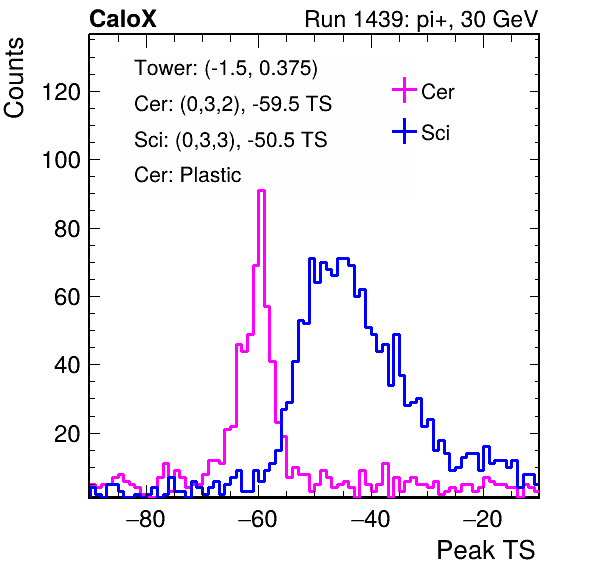 CaloX Run 1439: pi+, 30 GeV
Counts
Tower: (-1.5, 0.375)
Cer: (0,3,2), -59.5 TS
Sci: (0,3,3), -50.5 TS
Cer: Plastic
Cer
Sci
120
100
80
60
40
20
−80 −60 −40 −20
Peak TS